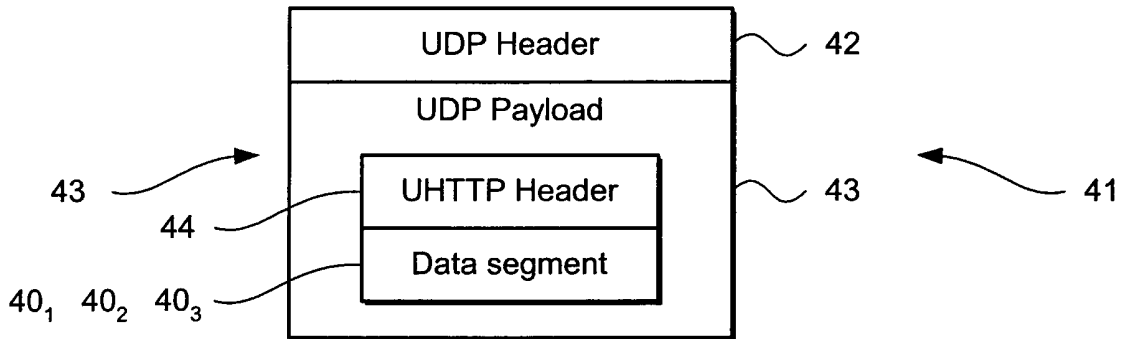 UDP Header 42
UDP Payload
43 UHTTP Header 43 41
44
Data segment
40₁ 40₂ 40₃